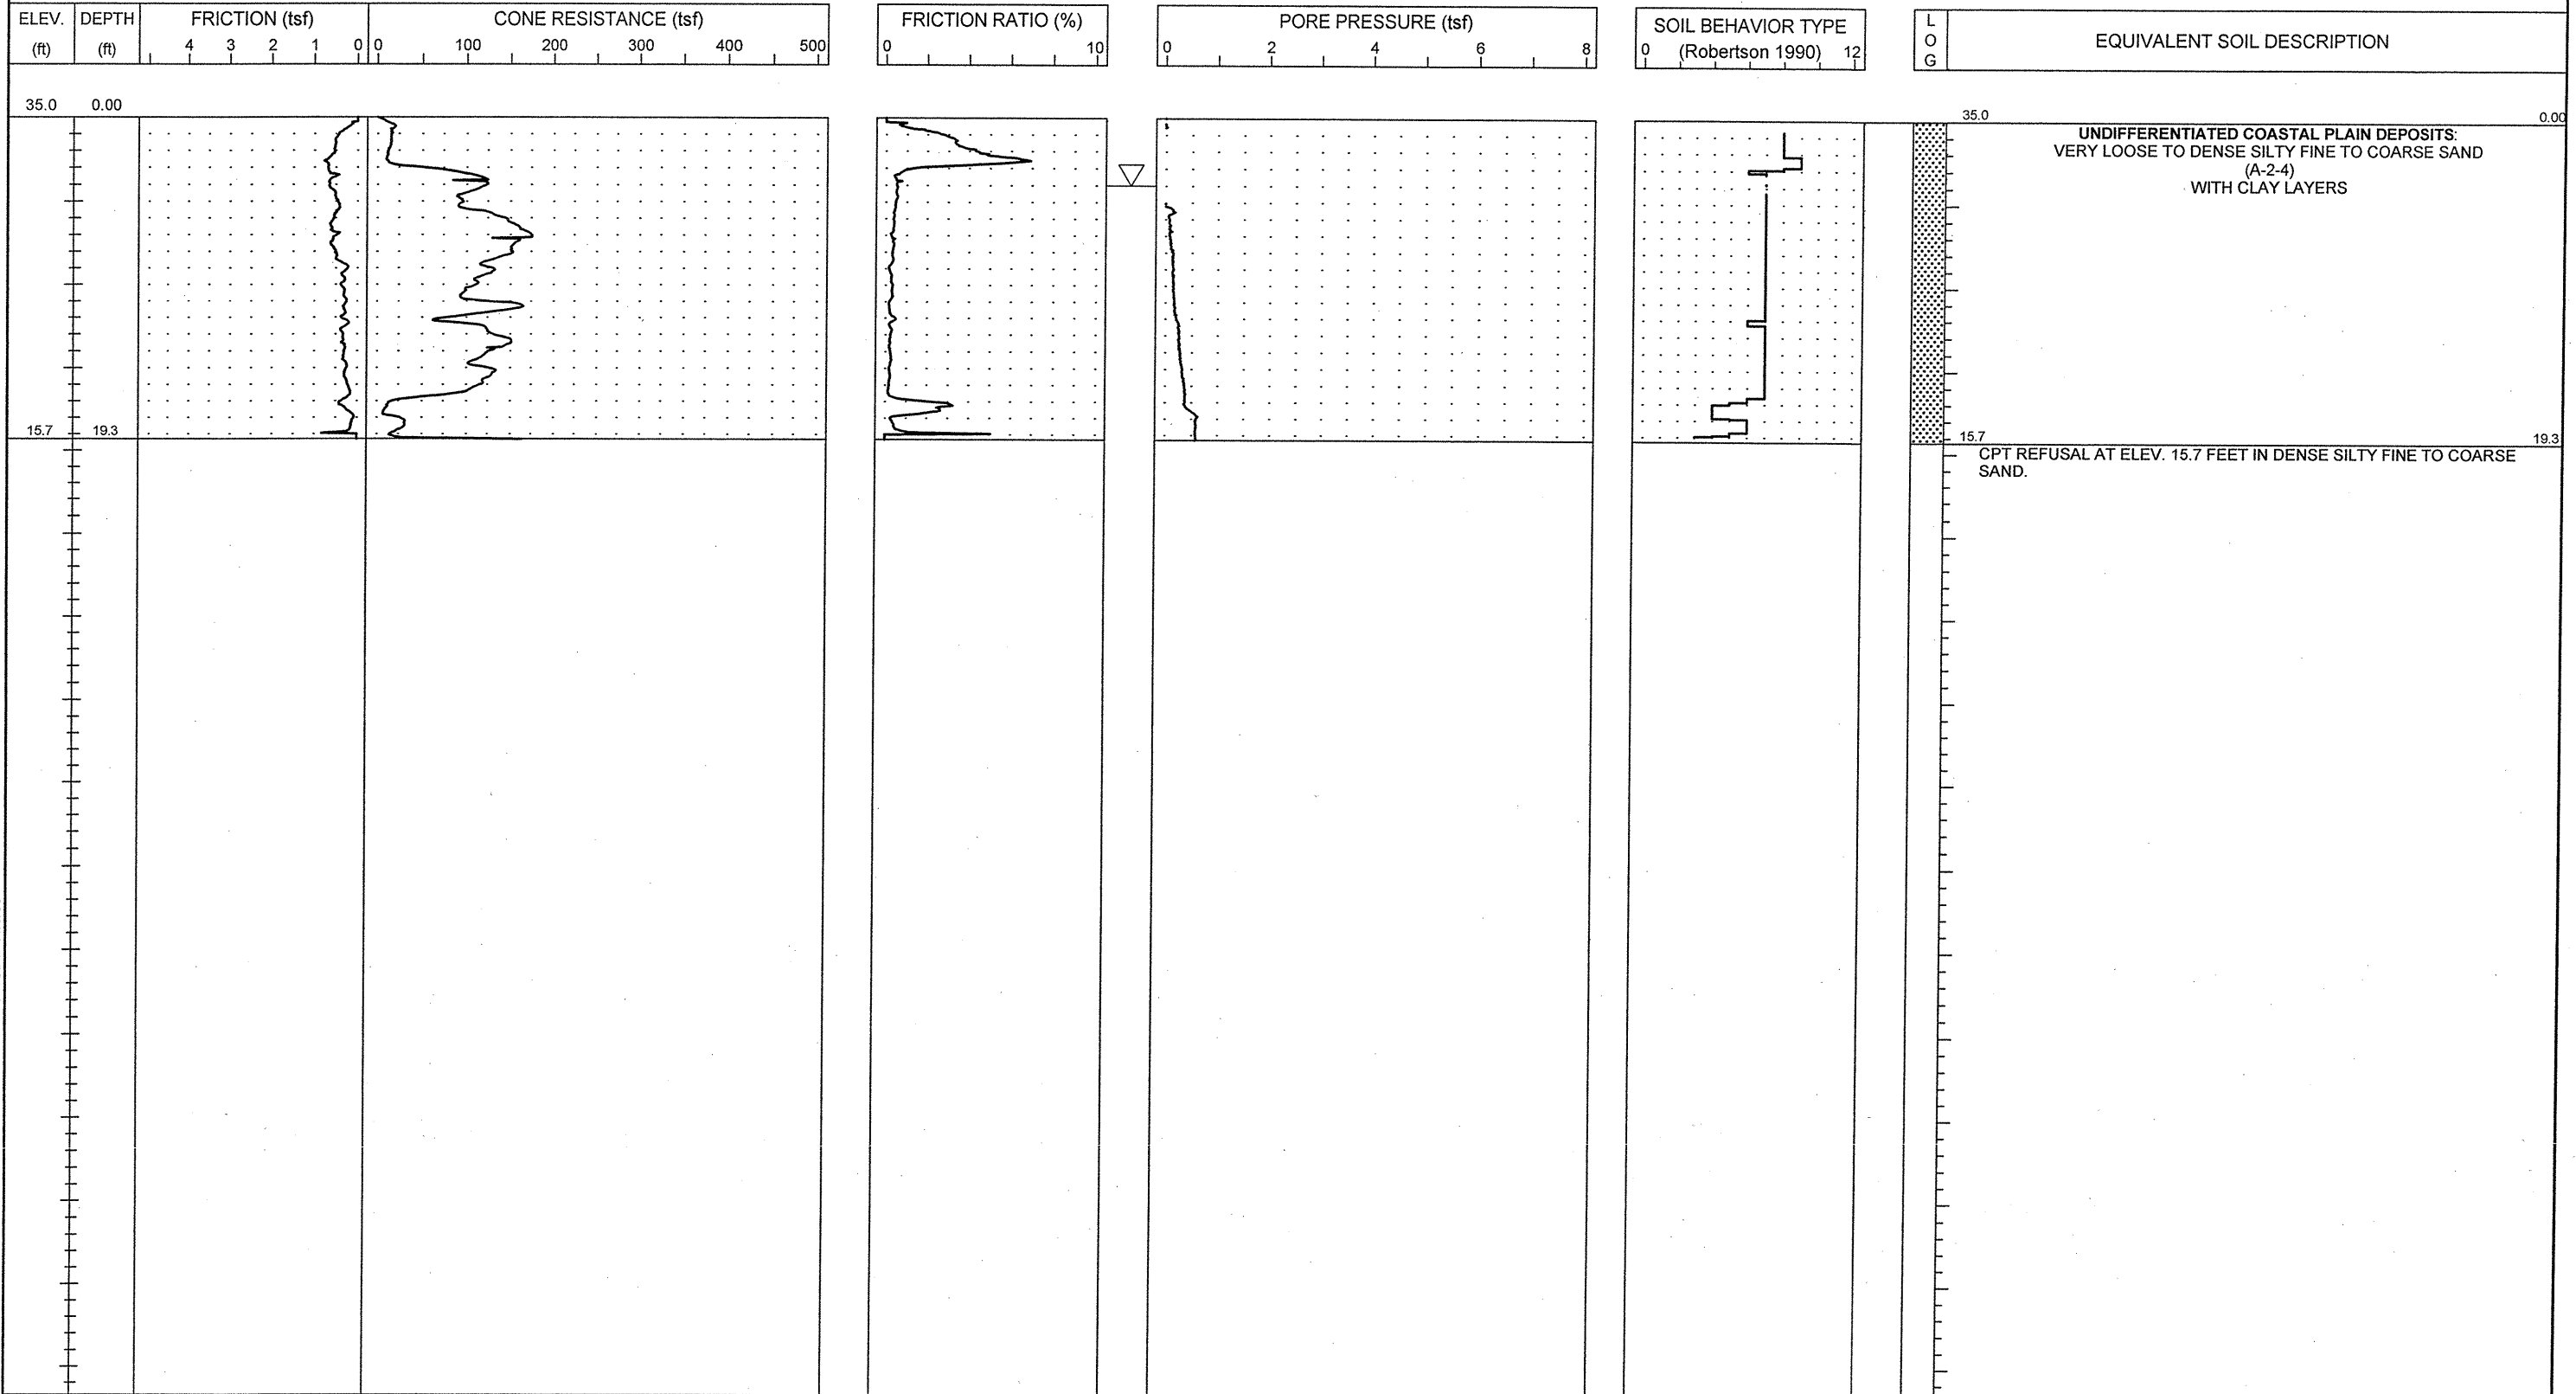 ELEV. DEPTH FRICTION (tsf) CONE RESISTANCE (tsf) FRICTION RATIO (%) PORE PRESSURE (tsf) SOIL BEHAVIOR TYPE
(Robertson 1990)
L
O
G
EQUIVALENT SOIL DESCRIPTION
(ft) (ft) 4 3 2 1 0 0 100 200 300 400 500 0 10 0 2 4 6 8 0 12
35.0 0.00
35.0 0.00
UNDIFFERENTIATED COASTAL PLAIN DEPOSITS:
VERY LOOSE TO DENSE SILTY FINE TO COARSE SAND
(A-2-4)
WITH CLAY LAYERS
15.7 19.3
15.7 19.3
CPT REFUSAL AT ELEV. 15.7 FEET IN DENSE SILTY FINE TO COARSE
SAND.